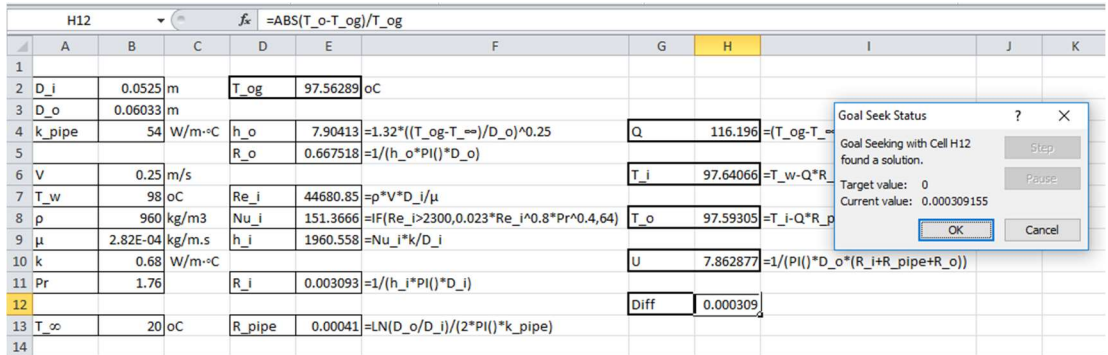 H12 fx =ABS(T_o-T_og)/T_og
A B C D E F G H I J K
1
2 D_i 0.0525 m T_og 97.56289 oC
3 D_o 0.06033 m
4 k_pipe 54 W/m·ᵒC h_o 7.90413 =1.32*((T_og-T_∞)/D_o)^0.25 Q 116.196 =(T_og-T_∞
5 R_o 0.667518 =1/(h_o*PI()*D_o)
6 V 0.25 m/s T_i 97.64066 =T_w-Q*R_
7 T_w 98 oC Re_i 44680.85 =ρ*V*D_i/μ
8 ρ 960 kg/m3 Nu_i 151.3666 =IF(Re_i>2300,0.023*Re_i^0.8*Pr^0.4,64) T_o 97.59305 =T_i-Q*R_p
9 μ 2.82E-04 kg/m.s h_i 1960.558 =Nu_i*k/D_i
10 k 0.68 W/m·ᵒC U 7.862877 =1/(PI()*D_o*(R_i+R_pipe+R_o))
11 Pr 1.76 R_i 0.003093 =1/(h_i*PI()*D_i)
12 Diff 0.000309
13 T_∞ 20 oC R_pipe 0.00041 =LN(D_o/D_i)/(2*PI()*k_pipe)
14
Goal Seek Status ? ×
Goal Seeking with Cell H12
found a solution.
Step
Pause
Target value: 0
Current value: 0.000309155
OK Cancel